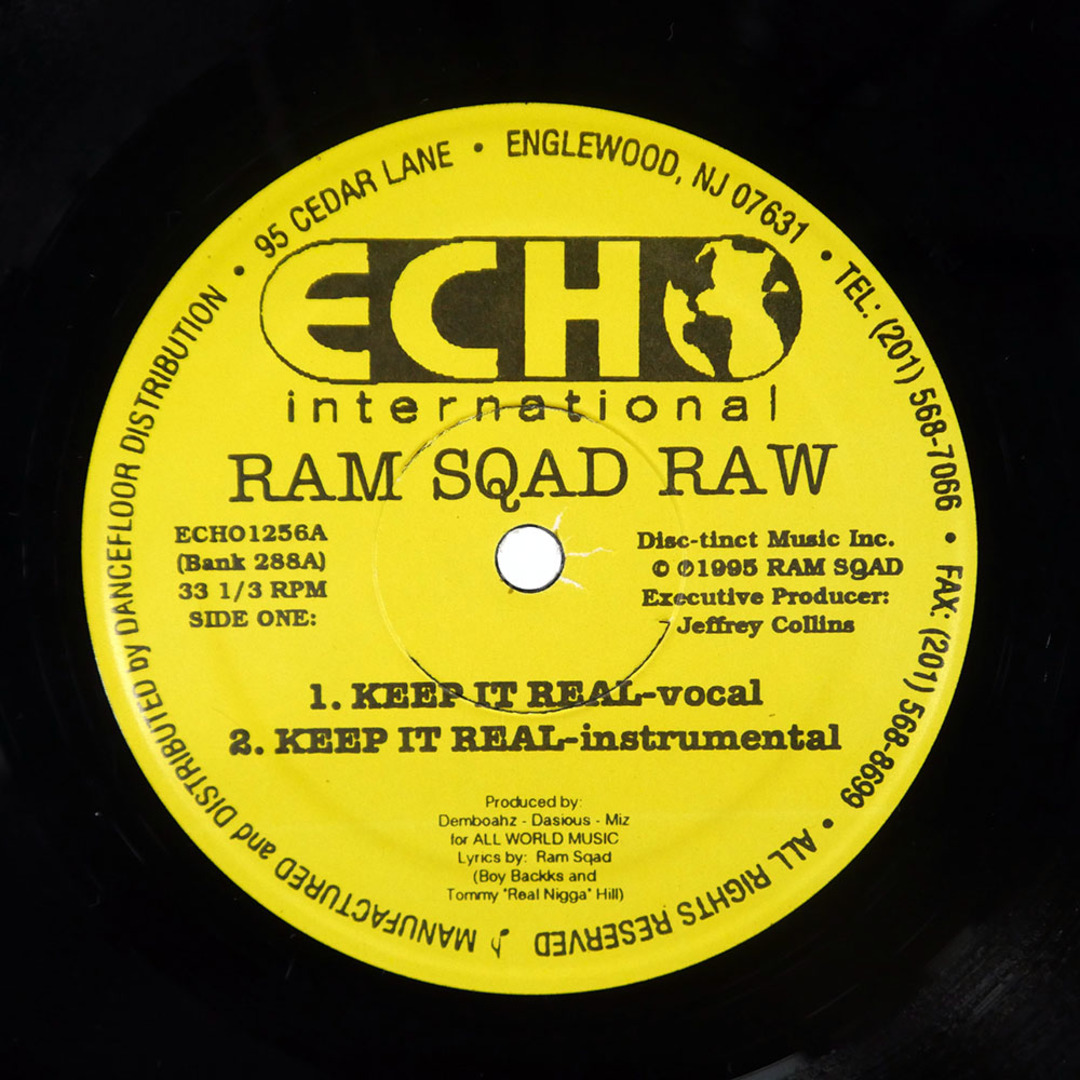 MANUFACTURED and DISTRIBUTED by DANCEFLOOR DISTRIBUTION • 95 CEDAR LANE • ENGLEWOOD, NJ 07631 • TEL: (201) 568-7066 • FAX: (201) 568-8699 • ALL RIGHTS RESERVED ♪
ECHO
international
RAM SQAD RAW
ECHO1256A
(Bank 288A)
33 1/3 RPM
SIDE ONE:
Disc-tinct Music Inc.
© ℗1995 RAM SQAD
Executive Producer:
Jeffrey Collins
1. KEEP IT REAL-vocal
2. KEEP IT REAL-instrumental
Produced by:
Demboahz - Dasious - Miz
for ALL WORLD MUSIC
Lyrics by: Ram Sqad
(Boy Backks and
Tommy "Real Nigga" Hill)